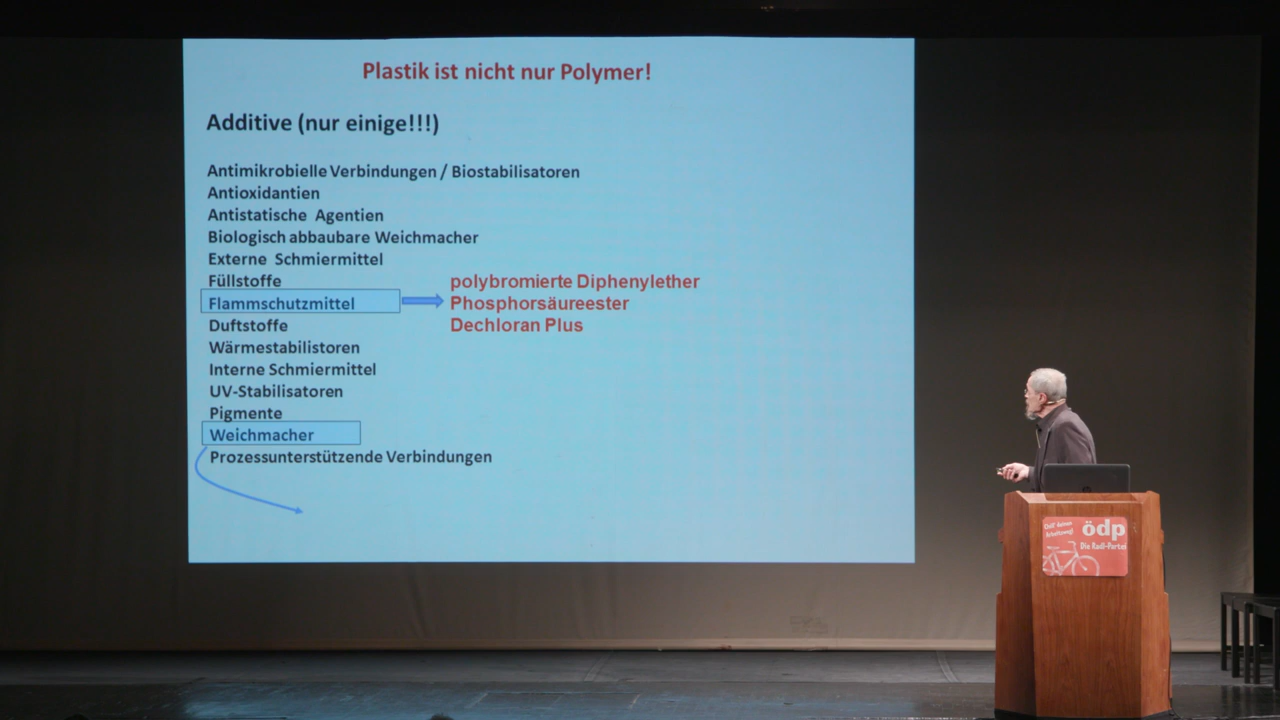 Plastik ist nicht nur Polymer!
Additive (nur einige!!!)
Antimikrobielle Verbindungen / Biostabilisatoren
Antioxidantien
Antistatische Agentien
Biologisch abbaubare Weichmacher
Externe Schmiermittel
Füllstoffe
polybromierte Diphenylether
Flammschutzmittel
Phosphorsäureester
Duftstoffe
Dechloran Plus
Wärmestabilistoren
Interne Schmiermittel
UV-Stabilisatoren
Pigmente
Weichmacher
Prozessunterstützende Verbindungen
ödp
Die Radl-Partei